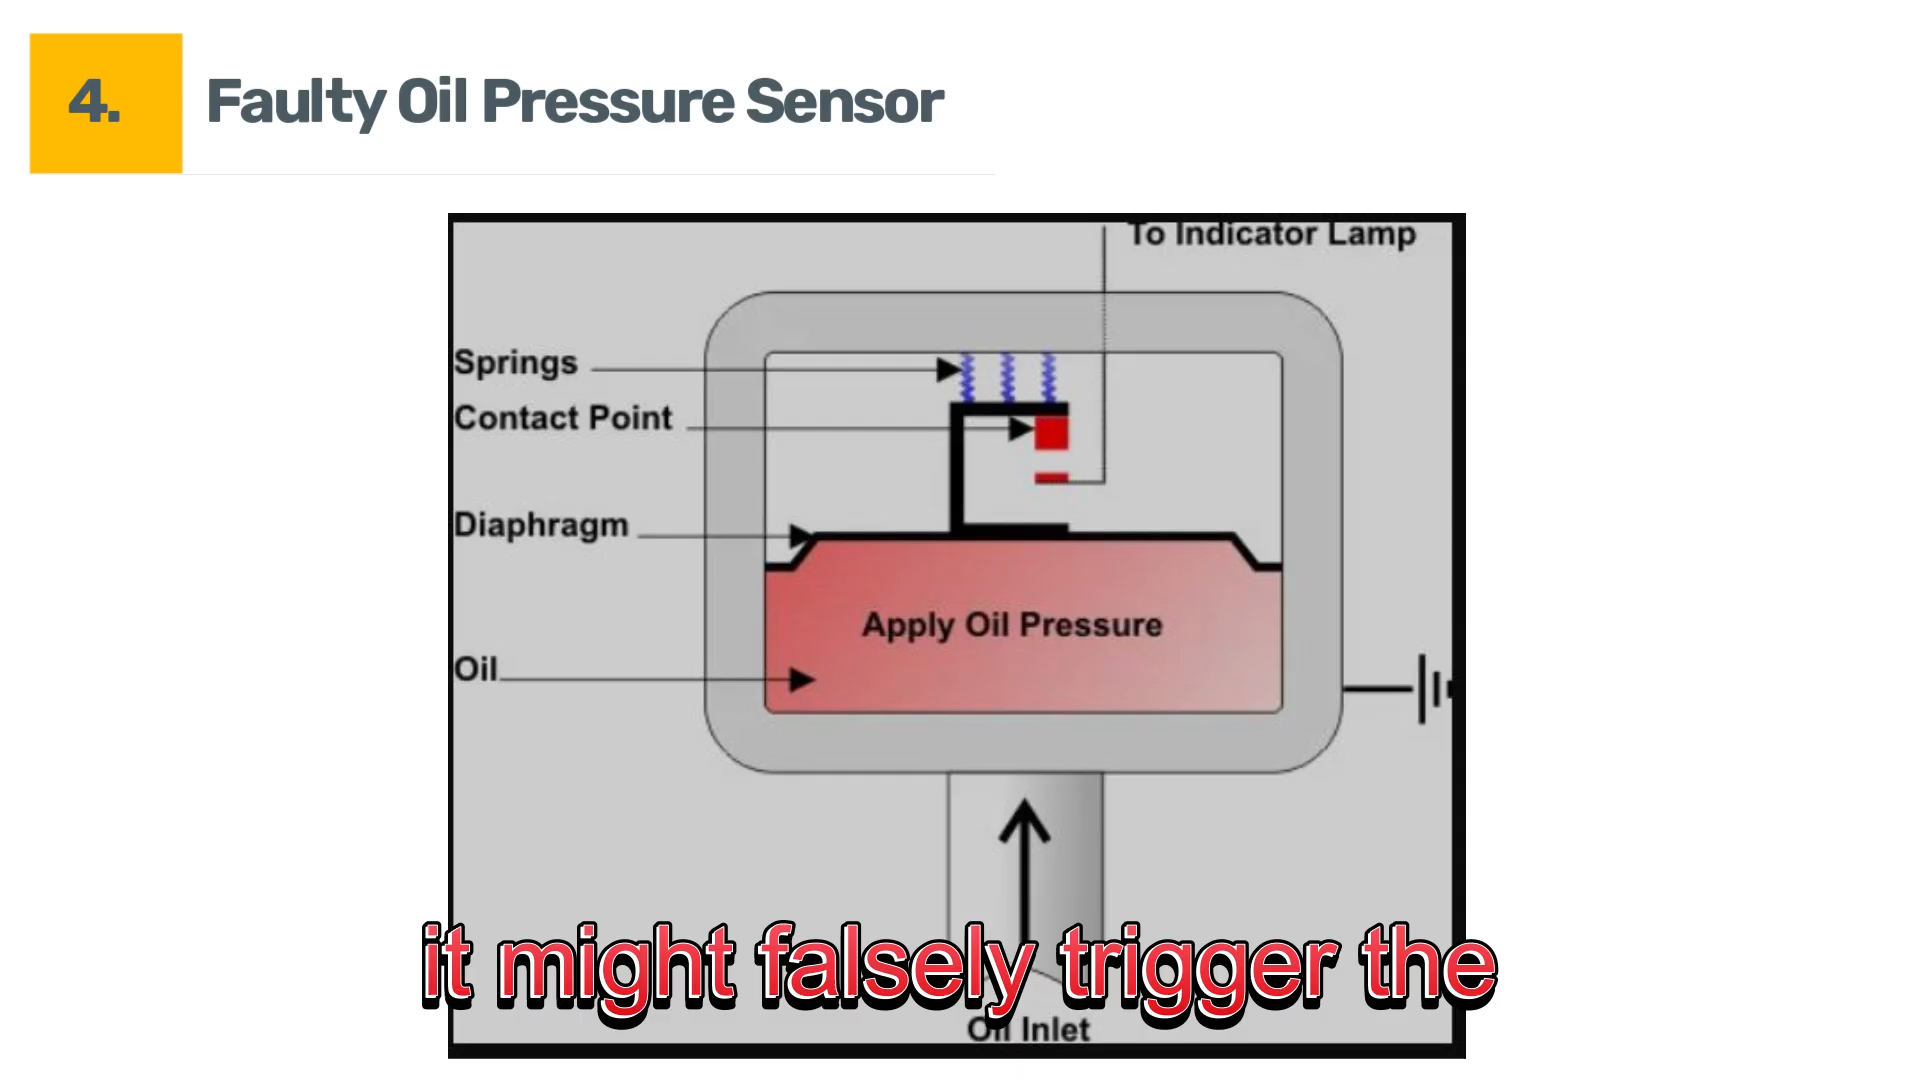 4. Faulty Oil Pressure Sensor
To Indicator Lamp
Springs
Contact Point
Diaphragm
Apply Oil Pressure
Oil
it might falsely trigger the
Oil Inlet